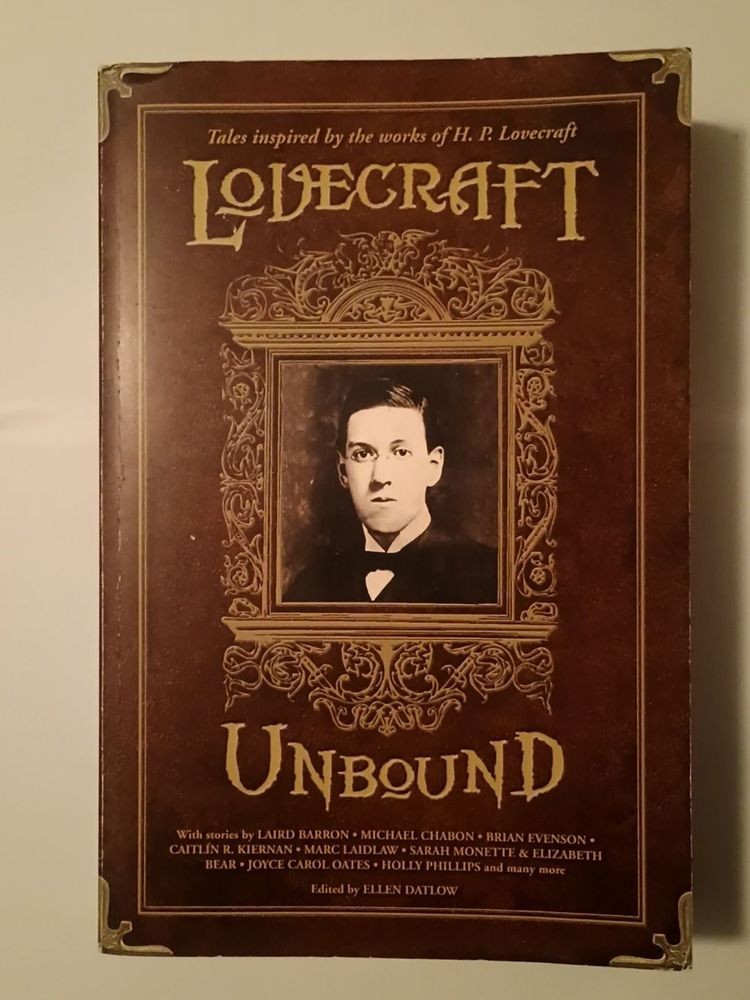 Tales inspired by the works of H. P. Lovecraft
LOVECRAFT
UNBOUND
With stories by LAIRD BARRON • MICHAEL CHABON • BRIAN EVENSON •
CAITLÍN R. KIERNAN • MARC LAIDLAW • SARAH MONETTE & ELIZABETH
BEAR • JOYCE CAROL OATES • HOLLY PHILLIPS and many more
Edited by ELLEN DATLOW